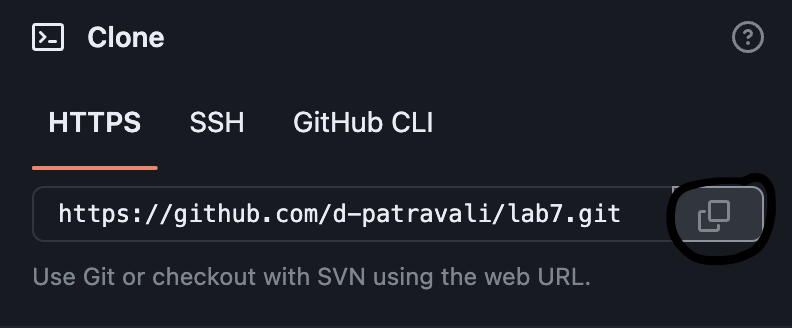 Clone
HTTPS SSH GitHub CLI
https://github.com/d-patravali/lab7.git
Use Git or checkout with SVN using the web URL.